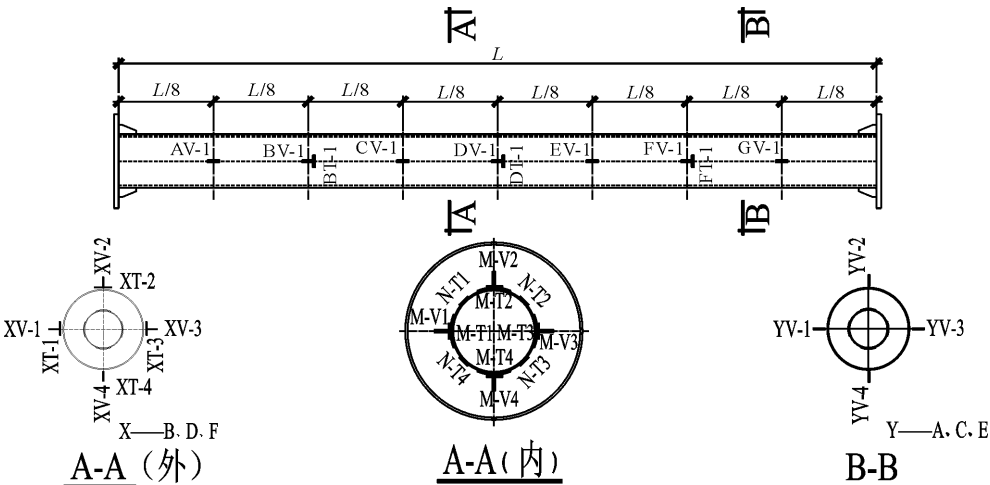 A B
L
L/8 L/8 L/8 L/8 L/8 L/8 L/8 L/8
AV-1 BV-1 BT-1 CV-1 DV-1 DT-1 EV-1 FV-1 FT-1 GV-1
A B
XV-2
XT-2
XV-1 XV-3
XT-1 XT-3
XT-4
XV-4
X——B、D、F
A-A（外）
M-V2
N-T1 N-T2
M-T2
M-V1 M-T1 M-T3 M-V3
M-T4
N-T4 N-T3
M-V4
A-A（内）
YV-2
YV-1 YV-3
YV-4
Y——A、C、E
B-B